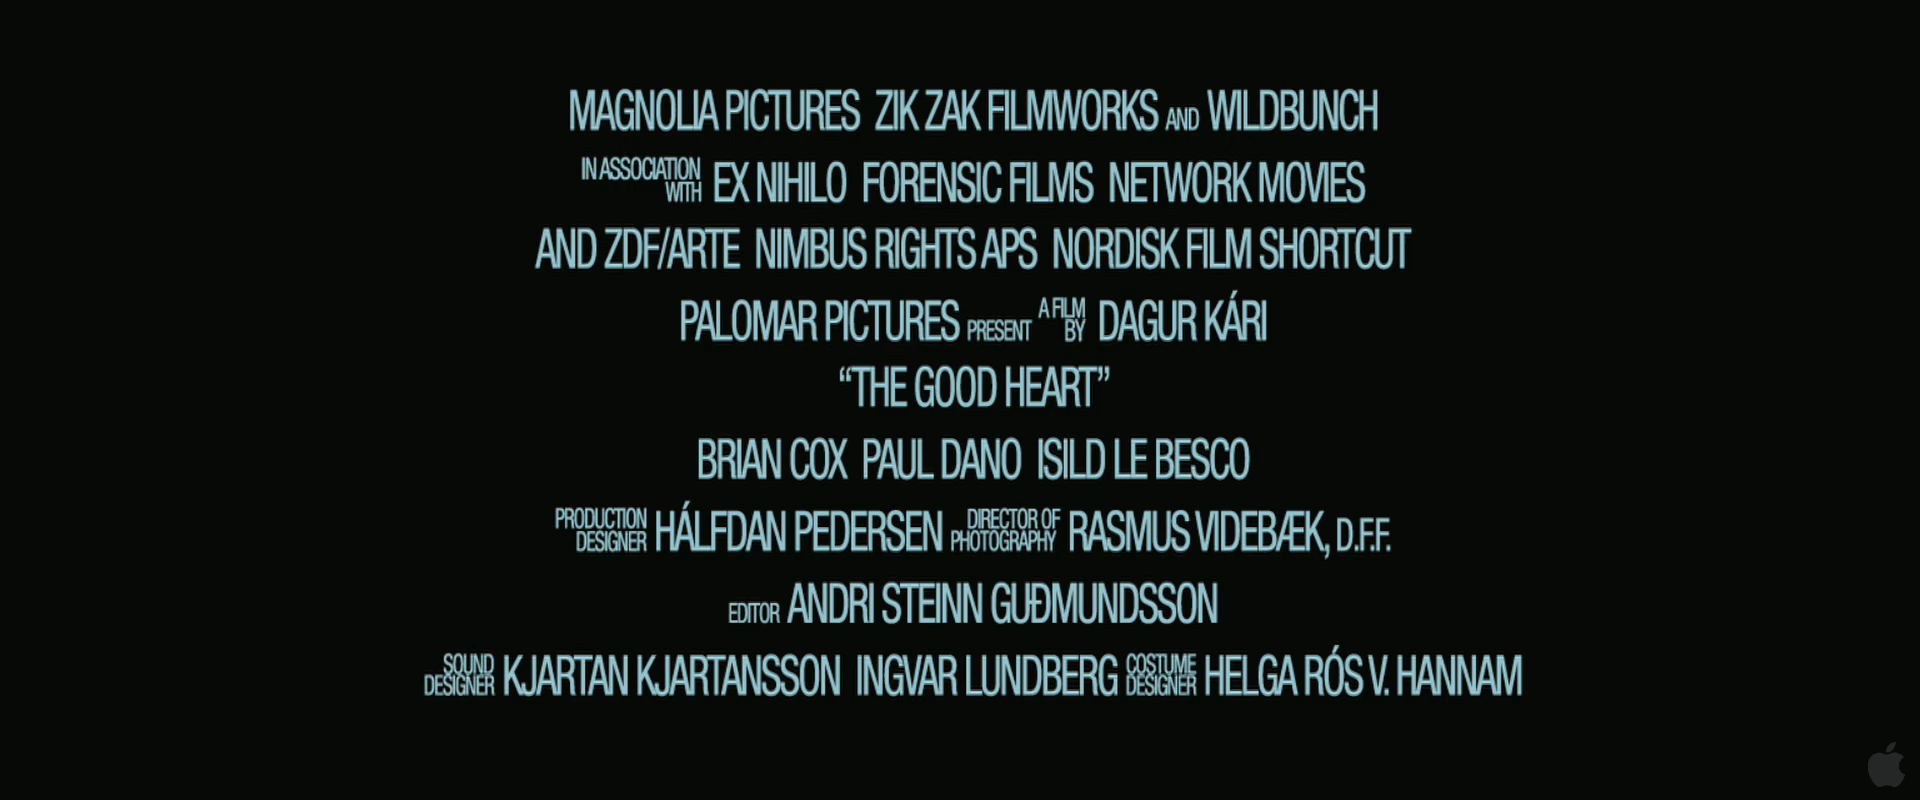 MAGNOLIA PICTURES ZIK ZAK FILMWORKS AND WILDBUNCH
IN ASSOCIATION WITH EX NIHILO FORENSIC FILMS NETWORK MOVIES
AND ZDF/ARTE NIMBUS RIGHTS APS NORDISK FILM SHORTCUT
PALOMAR PICTURES PRESENT A FILM BY DAGUR KÁRI
“THE GOOD HEART”
BRIAN COX PAUL DANO ISILD LE BESCO
PRODUCTION DESIGNER HÁLFDAN PEDERSEN DIRECTOR OF PHOTOGRAPHY RASMUS VIDEBÆK, D.F.F.
EDITOR ANDRI STEINN GUÐMUNDSSON
SOUND DESIGNER KJARTAN KJARTANSSON INGVAR LUNDBERG COSTUME DESIGNER HELGA RÓS V. HANNAM